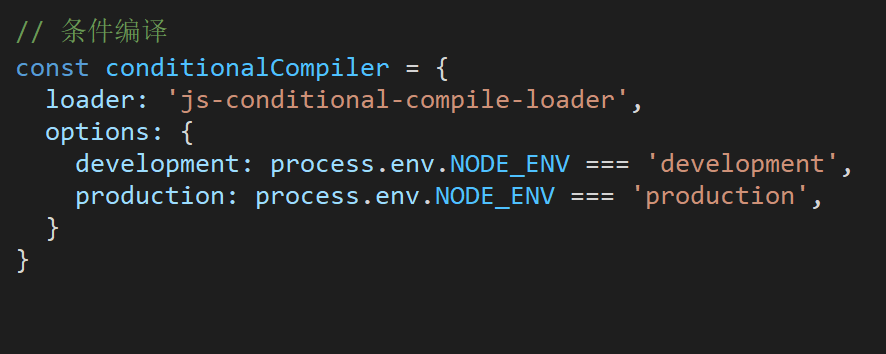 // 条件编译
const conditionalCompiler = {
  loader: 'js-conditional-compile-loader',
  options: {
    development: process.env.NODE_ENV === 'development',
    production: process.env.NODE_ENV === 'production',
  }
}